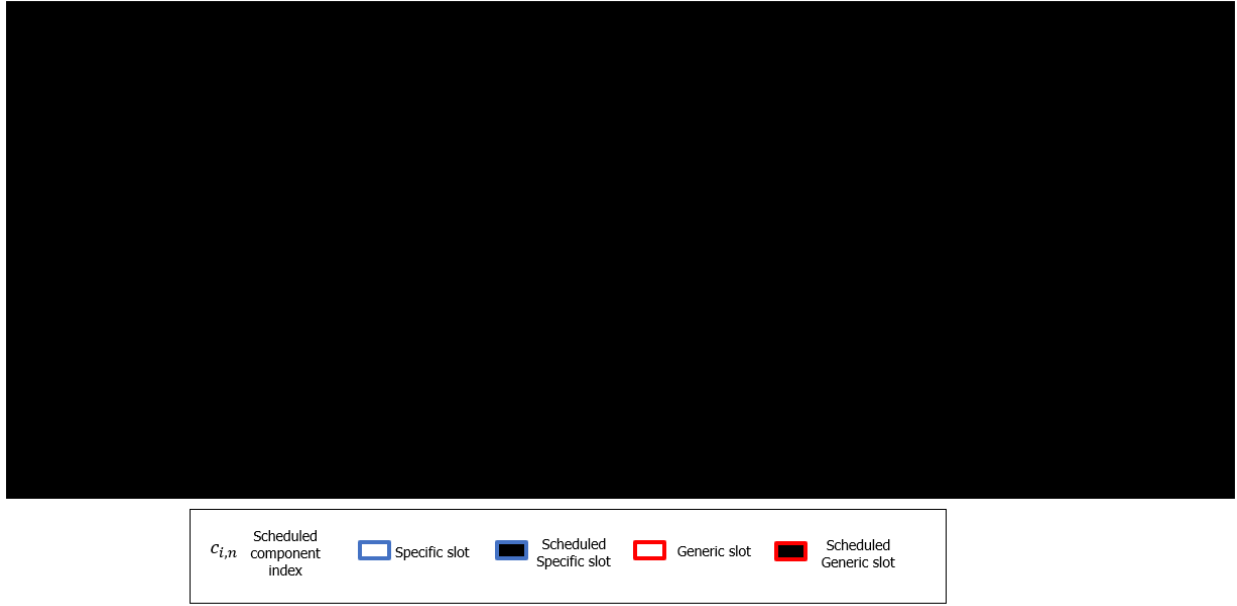 c_{i,n} Scheduled
component
index
Specific slot
Scheduled
Specific slot
Generic slot
Scheduled
Generic slot